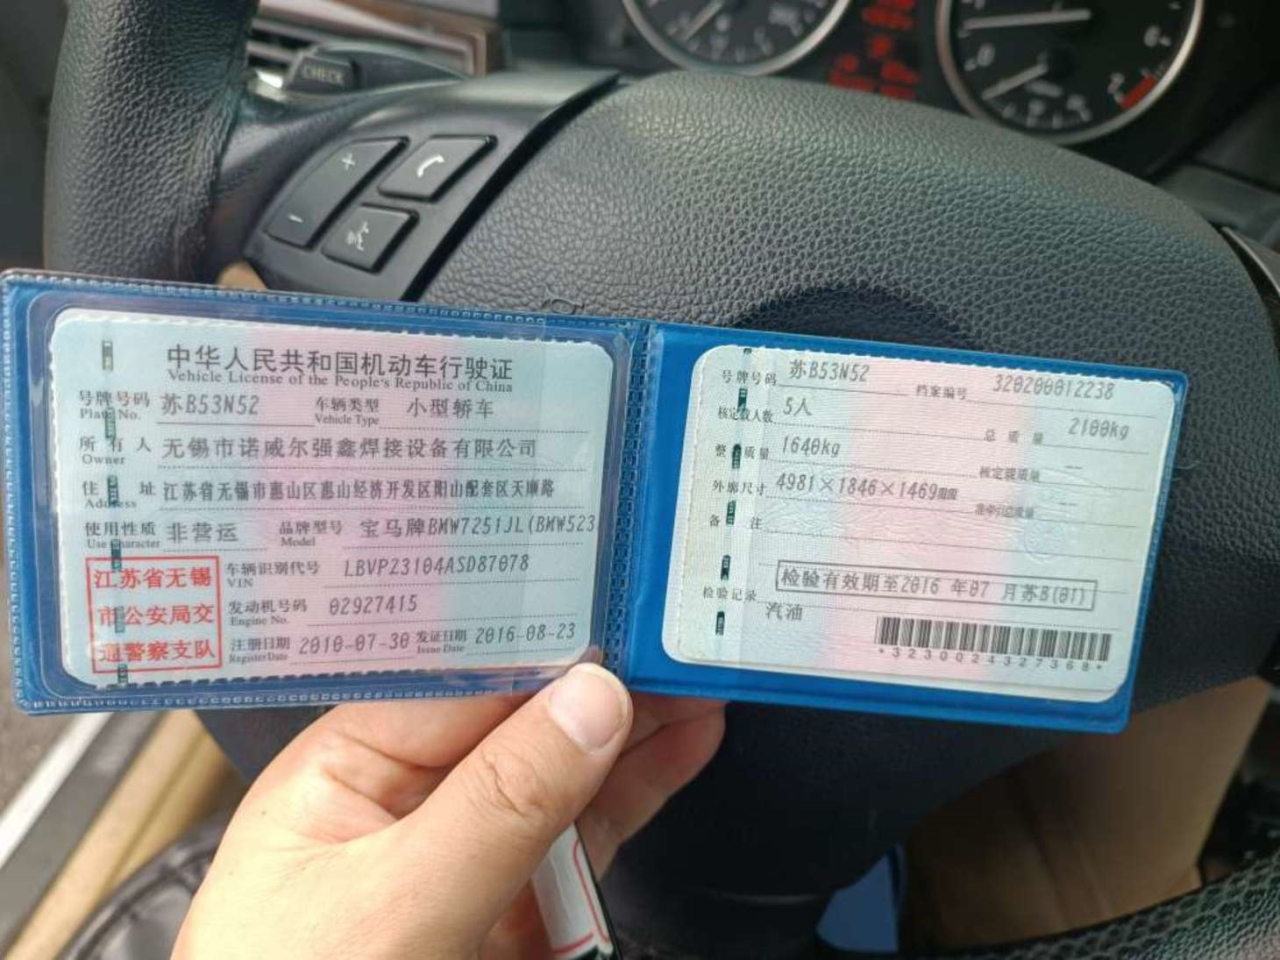 CHECK
中华人民共和国机动车行驶证
Vehicle License of the People's Republic of China
号牌号码 苏B53N52 车辆类型 小型轿车
Plate No. Vehicle Type
所有人 无锡市诺威尔强鑫焊接设备有限公司
Owner
住址 江苏省无锡市惠山区惠山经济开发区阳山配套区天顺路
Address
使用性质 非营运 品牌型号 宝马牌BMW7251JL(BMW523
Use Character Model
江苏省无锡
市公安局交
通警察支队
车辆识别代号 LBVPZ3104ASD87078
VIN
发动机号码 02927415
Engine No.
注册日期 2010-07-30 发证日期 2016-08-23
Register Date Issue Date
号牌号码 苏B53N52 档案编号 320200012238
核定载人数 5人 总质量 2100kg
整备质量 1640kg 核定载质量 --
外廓尺寸 4981×1846×1469mm 准牵引总质量 --
备注
检验有效期至2016年07月苏B(01)
检验记录
汽油
*3230024327368*